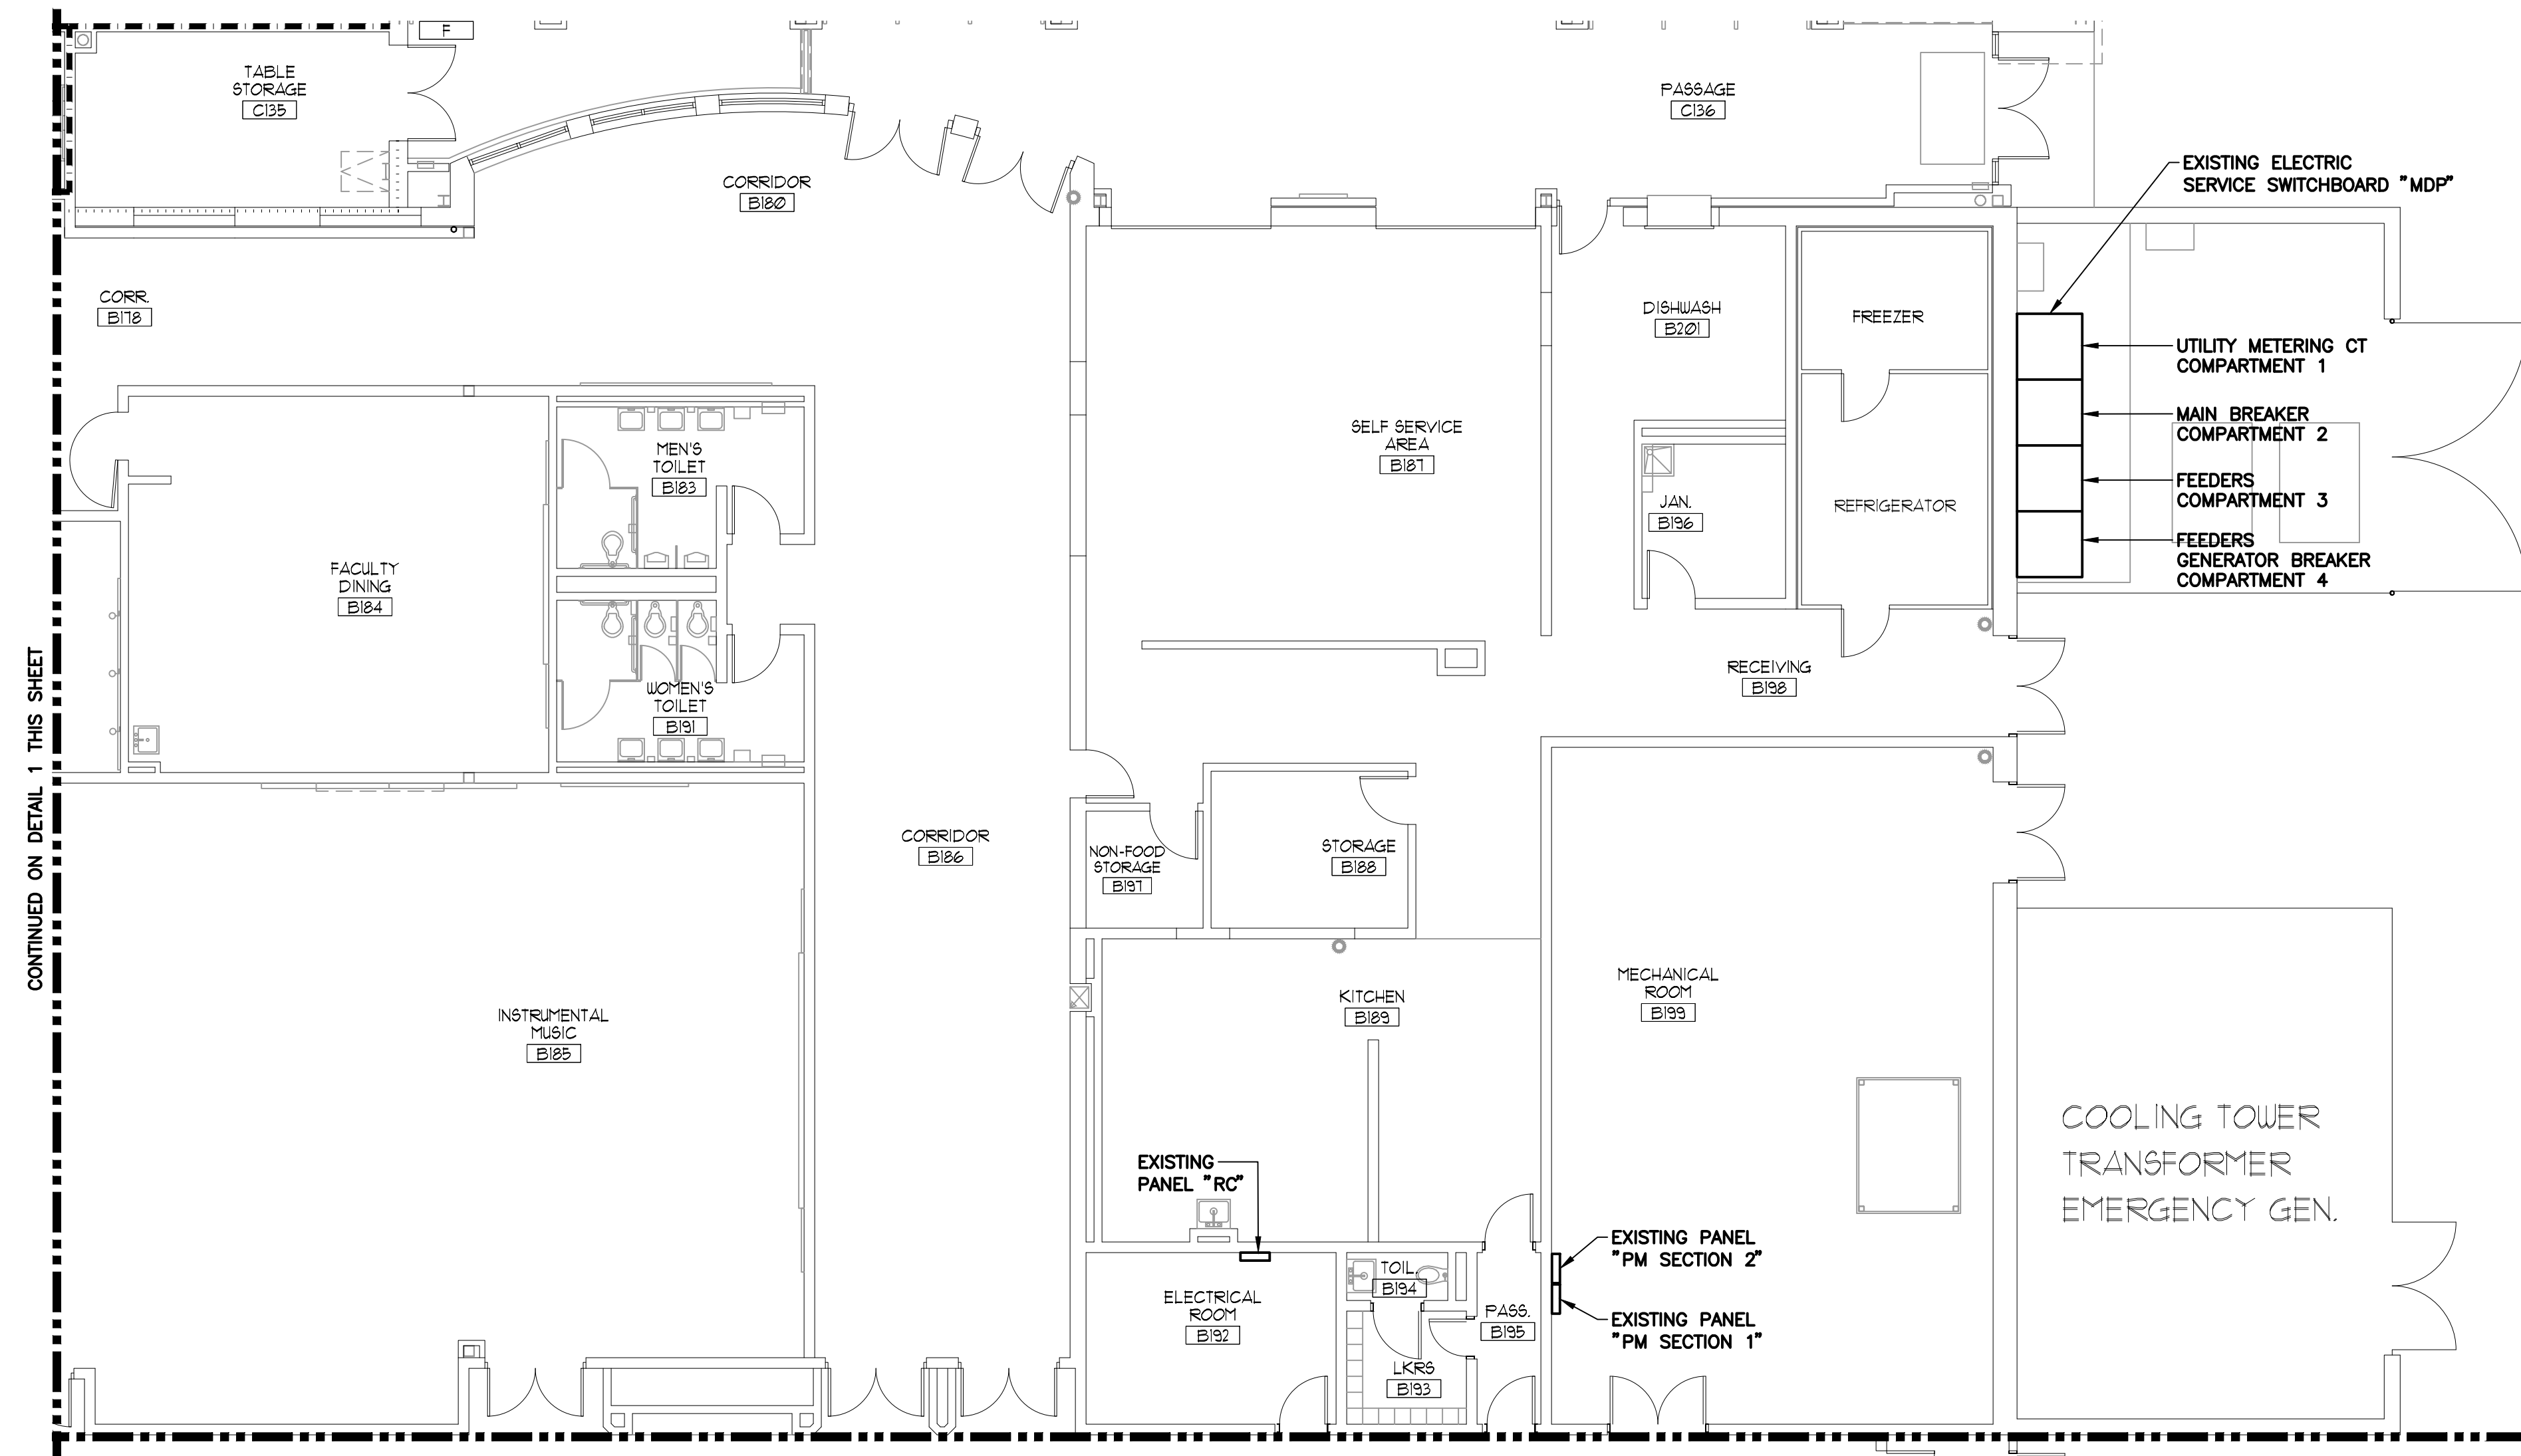 F
TABLE
STORAGE
C135
PASSAGE
C136
CORRIDOR
B180
EXISTING ELECTRIC
SERVICE SWITCHBOARD "MDP"
CORR.
B178
DISHWASH
B201
FREEZER
UTILITY METERING CT
COMPARTMENT 1
MAIN BREAKER
COMPARTMENT 2
SELF SERVICE
AREA
B187
MEN'S
TOILET
B183
FEEDERS
COMPARTMENT 3
JAN.
B196
REFRIGERATOR
FEEDERS
GENERATOR BREAKER
COMPARTMENT 4
FACULTY
DINING
B184
CONTINUED ON DETAIL 1 THIS SHEET
WOMEN'S
TOILET
B191
RECEIVING
B198
CORRIDOR
B186
NON-FOOD
STORAGE
B197
STORAGE
B188
INSTRUMENTAL
MUSIC
B185
KITCHEN
B189
MECHANICAL
ROOM
B199
COOLING TOWER
TRANSFORMER
EMERGENCY GEN.
EXISTING
PANEL "RC"
EXISTING PANEL
"PM SECTION 2"
TOIL.
B194
ELECTRICAL
ROOM
B192
PASS.
B195
EXISTING PANEL
"PM SECTION 1"
LKRS
B193